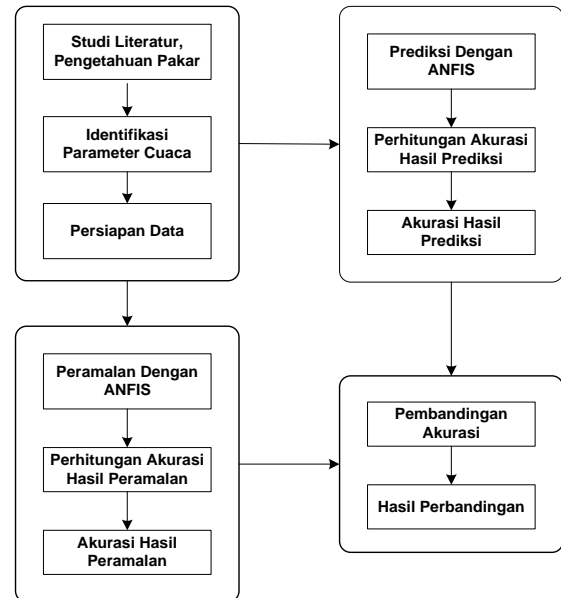 Studi Literatur,
Pengetahuan Pakar
Identifikasi
Parameter Cuaca
Persiapan Data
Prediksi Dengan
ANFIS
Perhitungan Akurasi
Hasil Prediksi
Akurasi Hasil
Prediksi
Peramalan Dengan
ANFIS
Perhitungan Akurasi
Hasil Peramalan
Akurasi Hasil
Peramalan
Pembandingan
Akurasi
Hasil Perbandingan